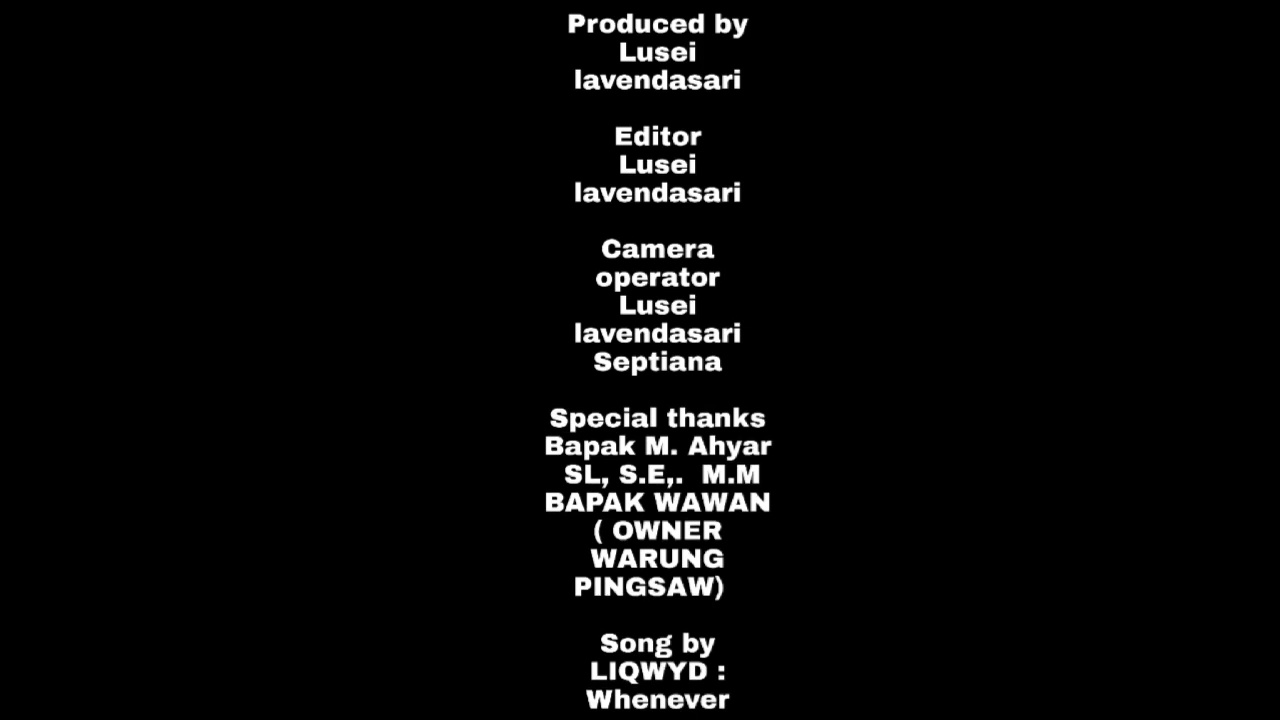 Produced by
Lusei
lavendasari
Editor
Lusei
lavendasari
Camera
operator
Lusei
lavendasari
Septiana
Special thanks
Bapak M. Ahyar
SL, S.E,.  M.M
BAPAK WAWAN
( OWNER
WARUNG
PINGSAW)
Song by
LIQWYD :
Whenever